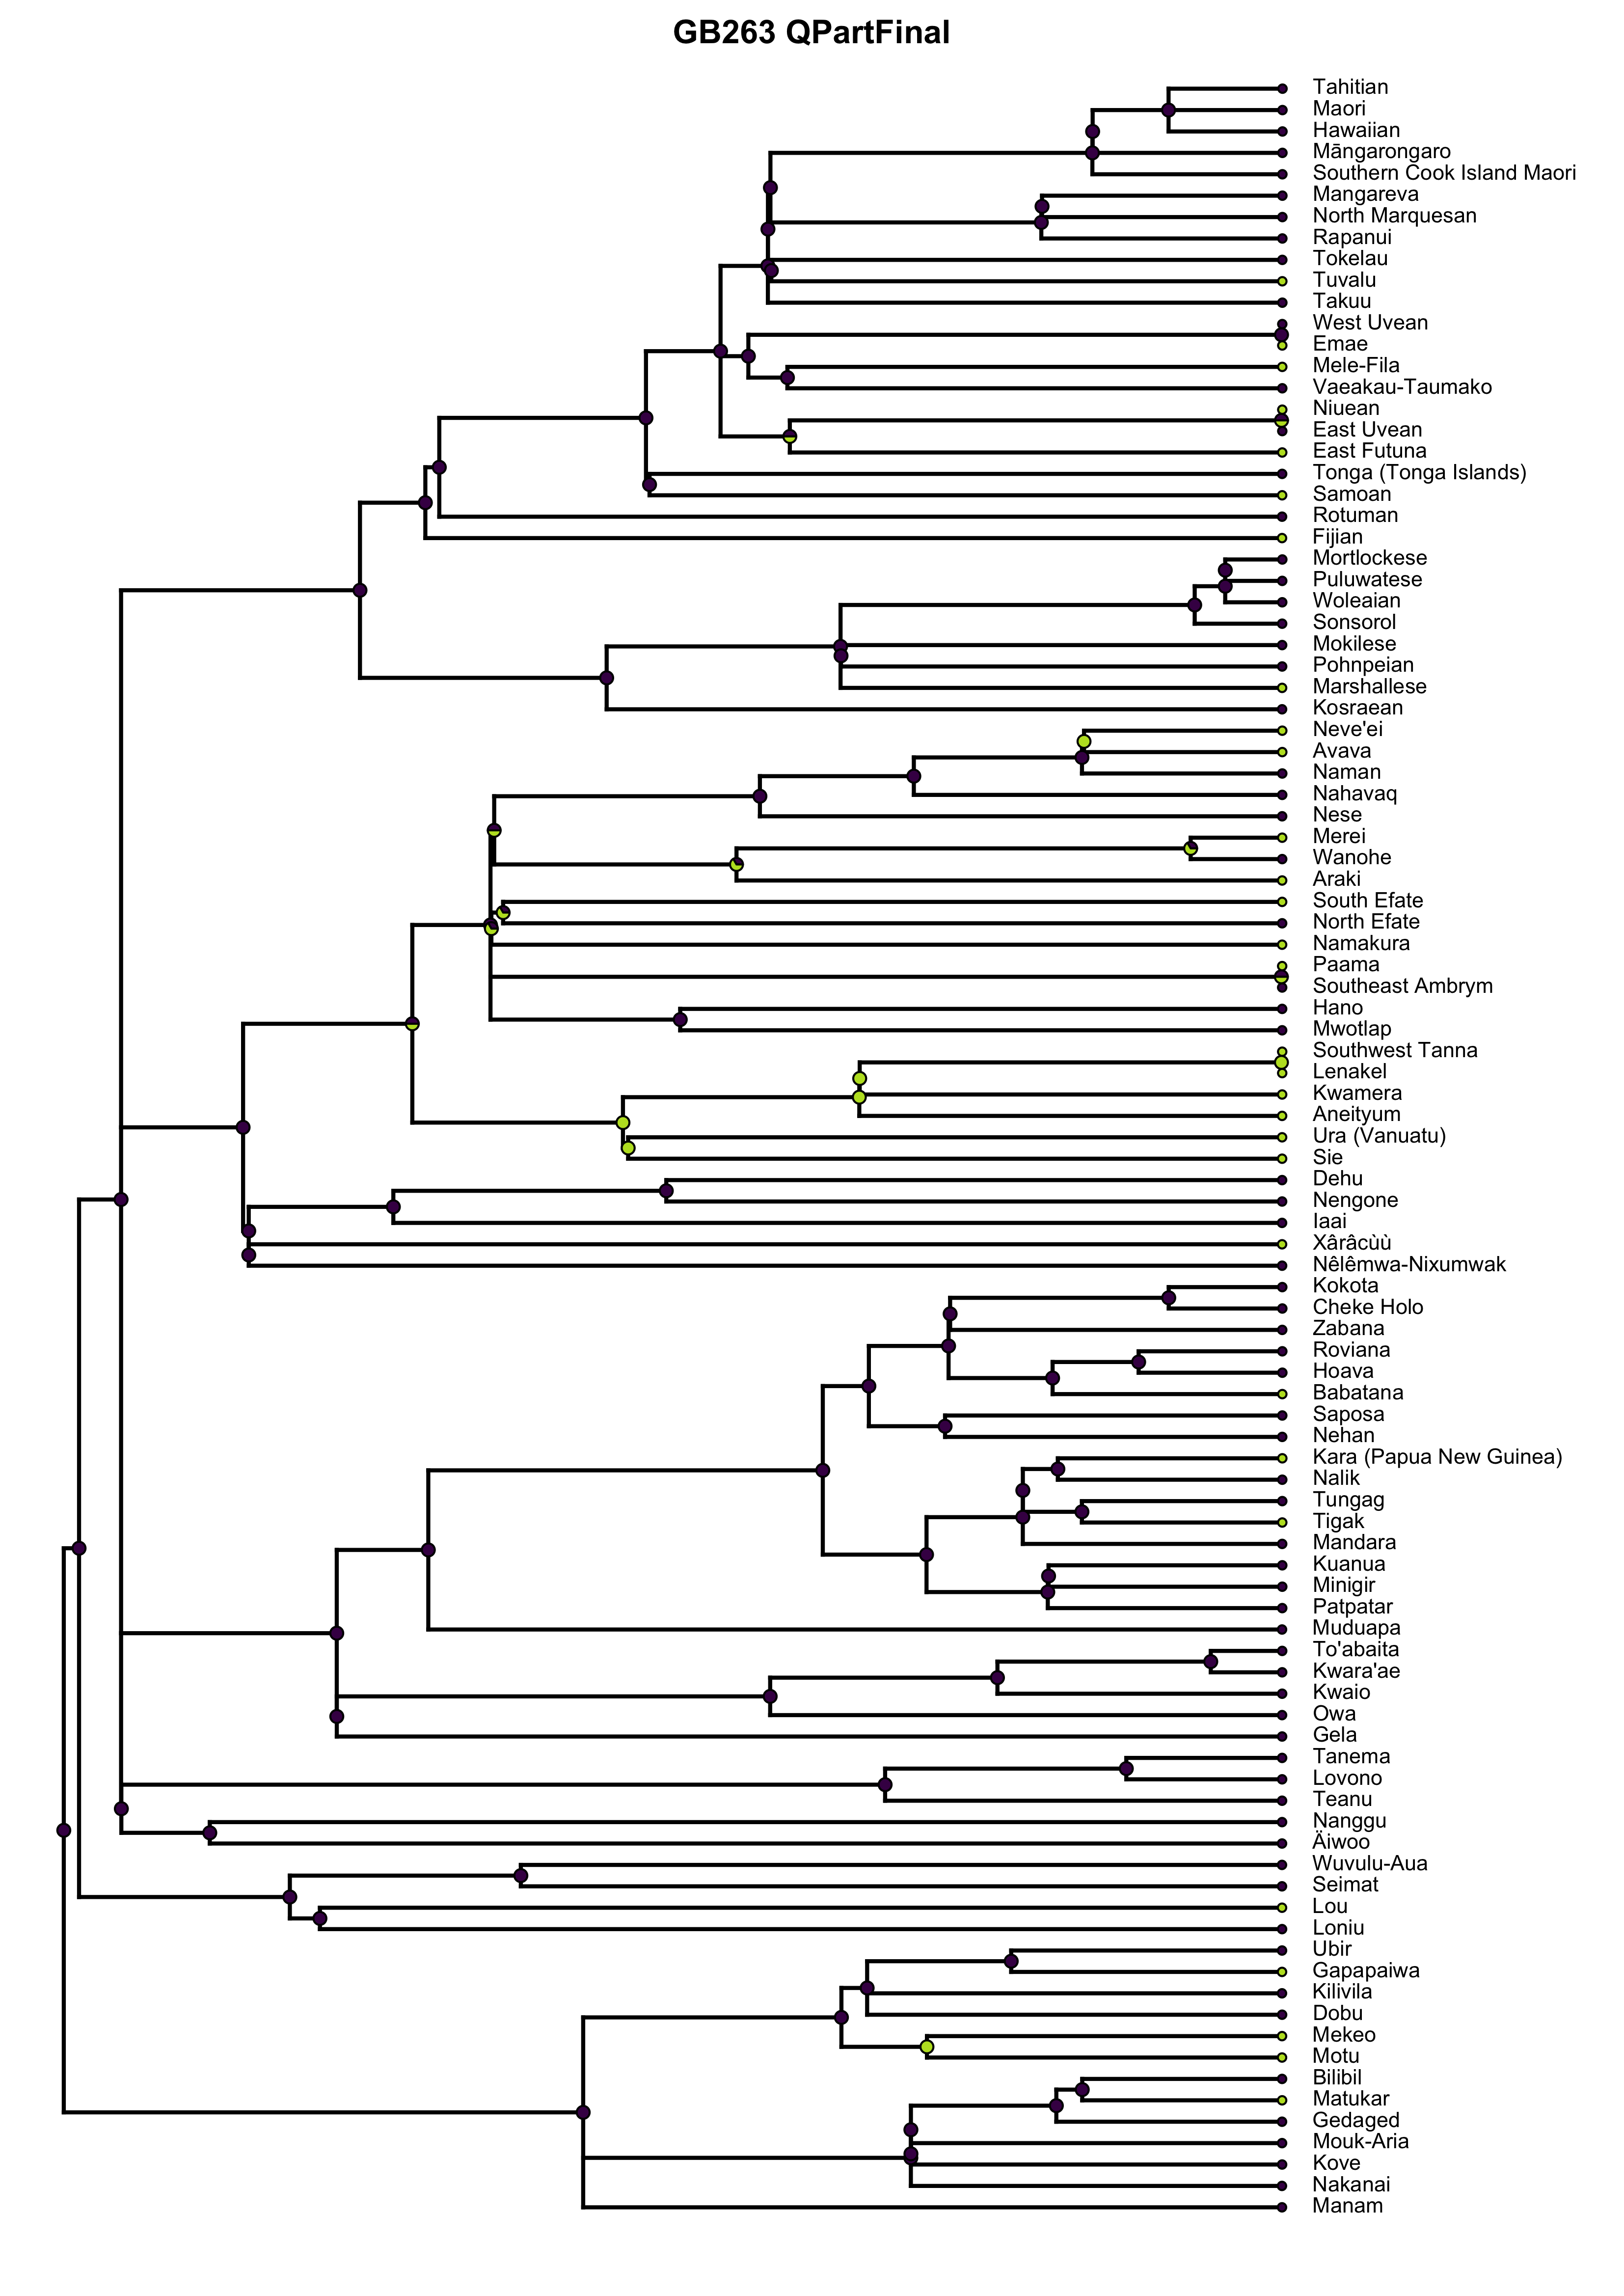 GB263 QPartFinal
Tahitian
Maori
Hawaiian
Māngarongaro
Southern Cook Island Maori
Mangareva
North Marquesan
Rapanui
Tokelau
Tuvalu
Takuu
West Uvean
Emae
Mele-Fila
Vaeakau-Taumako
Niuean
East Uvean
East Futuna
Tonga (Tonga Islands)
Samoan
Rotuman
Fijian
Mortlockese
Puluwatese
Woleaian
Sonsorol
Mokilese
Pohnpeian
Marshallese
Kosraean
Neve'ei
Avava
Naman
Nahavaq
Nese
Merei
Wanohe
Araki
South Efate
North Efate
Namakura
Paama
Southeast Ambrym
Hano
Mwotlap
Southwest Tanna
Lenakel
Kwamera
Aneityum
Ura (Vanuatu)
Sie
Dehu
Nengone
Iaai
Xârâcùù
Nêlêmwa-Nixumwak
Kokota
Cheke Holo
Zabana
Roviana
Hoava
Babatana
Saposa
Nehan
Kara (Papua New Guinea)
Nalik
Tungag
Tigak
Mandara
Kuanua
Minigir
Patpatar
Muduapa
To'abaita
Kwara'ae
Kwaio
Owa
Gela
Tanema
Lovono
Teanu
Nanggu
Äiwoo
Wuvulu-Aua
Seimat
Lou
Loniu
Ubir
Gapapaiwa
Kilivila
Dobu
Mekeo
Motu
Bilibil
Matukar
Gedaged
Mouk-Aria
Kove
Nakanai
Manam